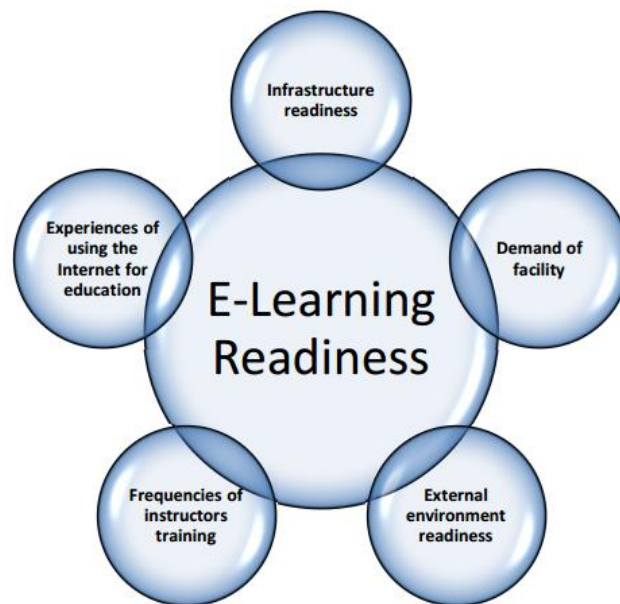 Infrastructure
readiness
Experiences of
using the
Internet for
education
Demand of
facility
E-Learning
Readiness
Frequencies of
instructors
training
External
environment
readiness